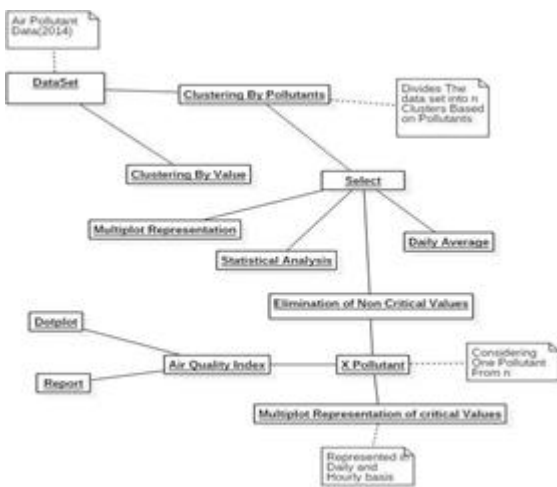 Air Pollutant
Data(2014)
DataSet
Clustering By Pollutants
Divides The
data set into n
Clusters Based
on Pollutants
Clustering By Value
Select
Multiplot Representation
Daily Average
Statistical Analysis
Elimination of Non Critical Values
Dotplot
Air Quality Index
X Pollutant
Considering
One Pollutant
From n
Report
Multiplot Representation of critical Values
Represented in
Daily and
Hourly basis